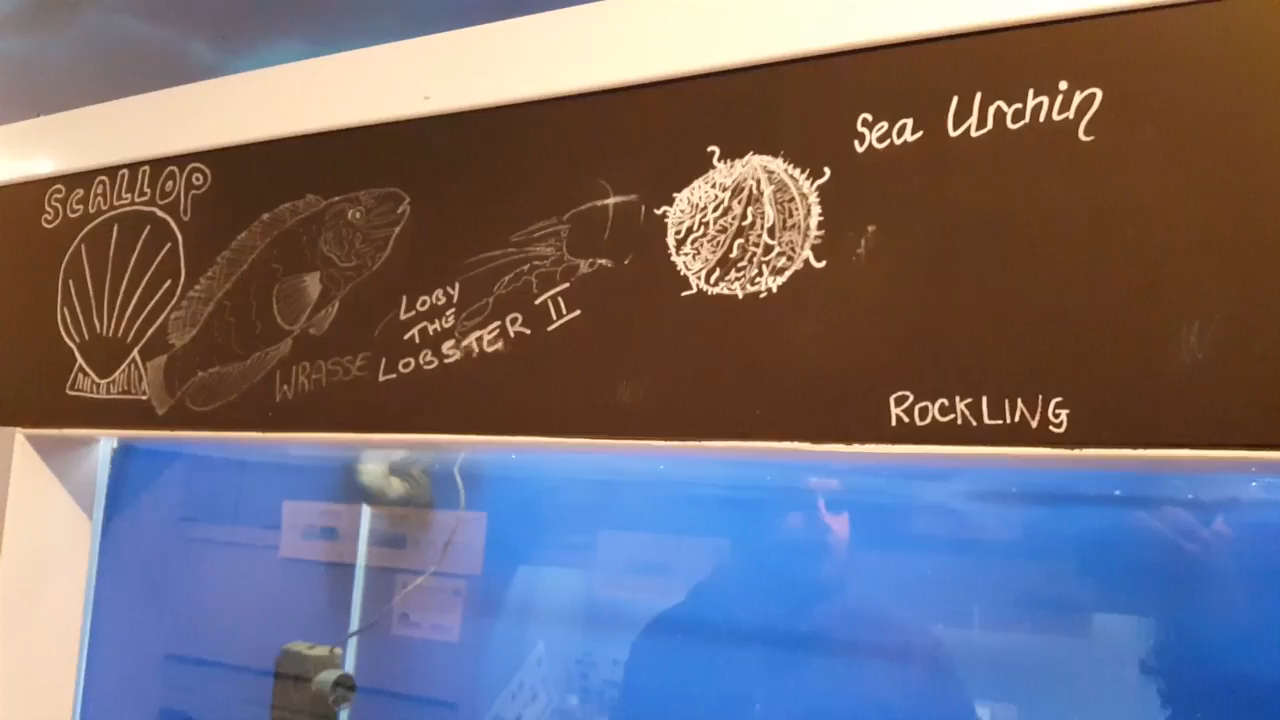 SCALLOP
WRASSE
LOBY
THE
LOBSTER II
Sea Urchin
ROCKLING